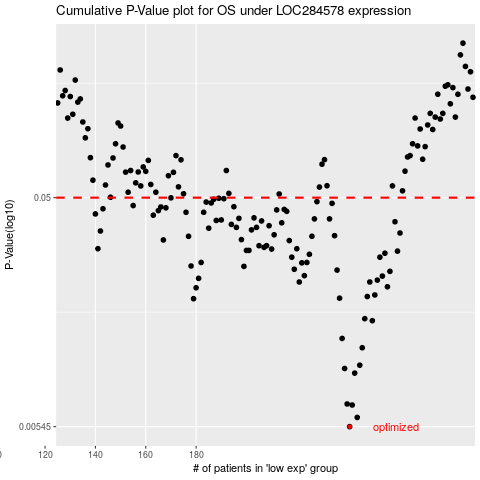 Cumulative P-Value plot for OS under LOC284578 expression
P-Value(log10)
0.05
0.00545
optimized
0 120 140 160 180
# of patients in 'low exp' group